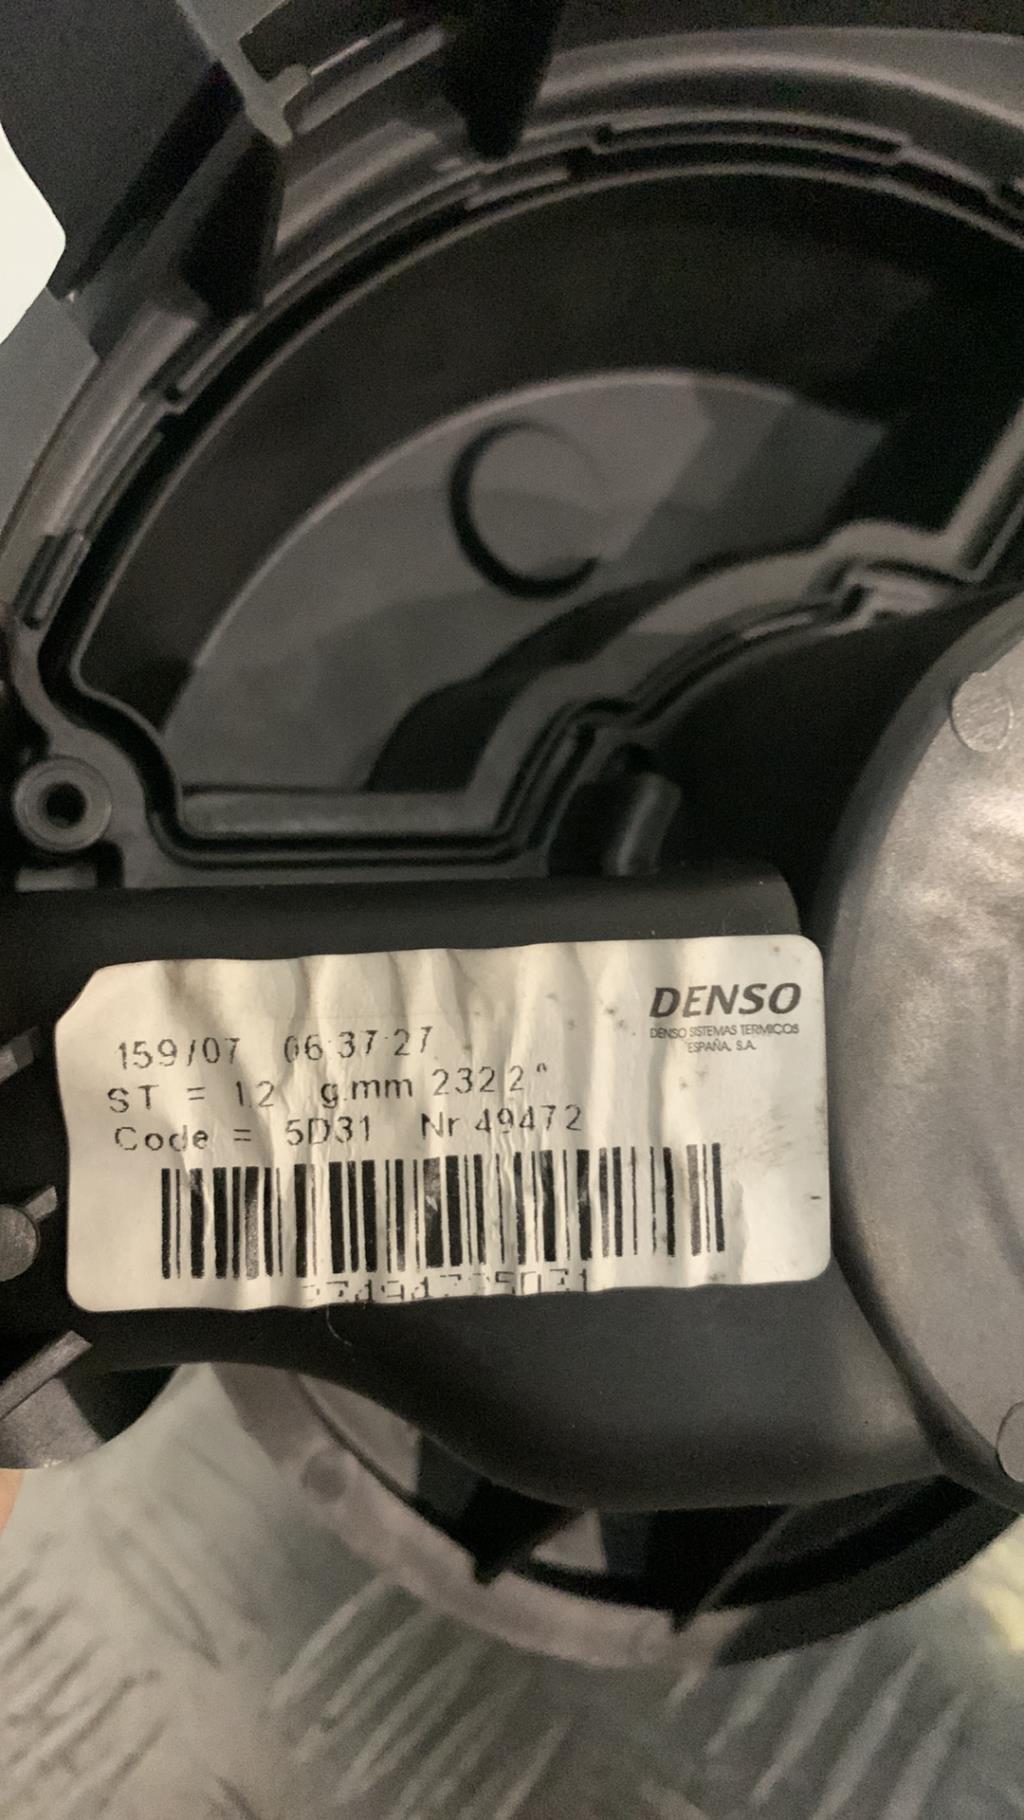 DENSO
DENSO SISTEMAS TERMICOS
ESPAÑA, S.A.
159/07 06:37:27
ST = 12 g.mm 232 2°
Code = 5D31 Nr 49472